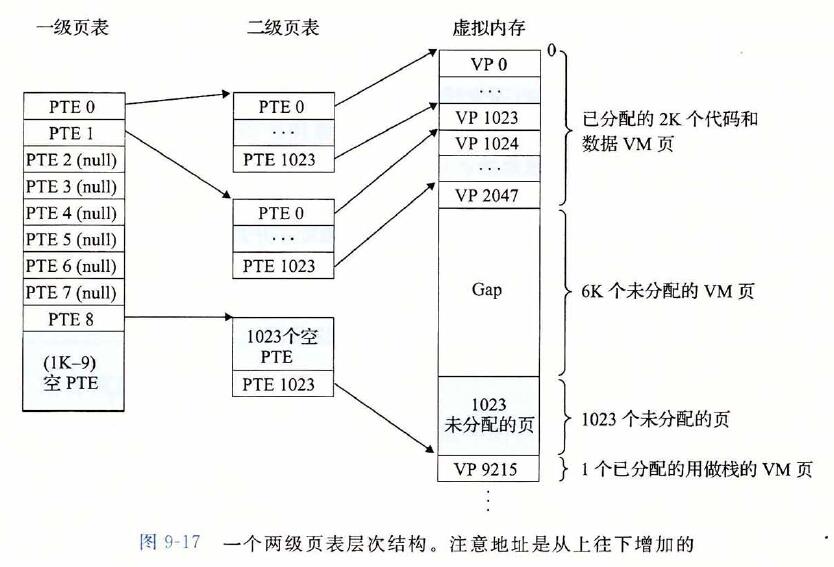 一级页表
二级页表
虚拟内存
PTE 0
PTE 1
PTE 2 (null)
PTE 3 (null)
PTE 4 (null)
PTE 5 (null)
PTE 6 (null)
PTE 7 (null)
PTE 8
(1K–9)
空 PTE
PTE 0
···
PTE 1023
PTE 0
···
PTE 1023
1023个空
PTE
PTE 1023
0
VP 0
···
VP 1023
VP 1024
···
VP 2047
Gap
1023
未分配的页
VP 9215
⋮
已分配的 2K 个代码和
数据 VM 页
6K 个未分配的 VM 页
1023 个未分配的页
1 个已分配的用做栈的 VM 页
图 9-17 一个两级页表层次结构。注意地址是从上往下增加的